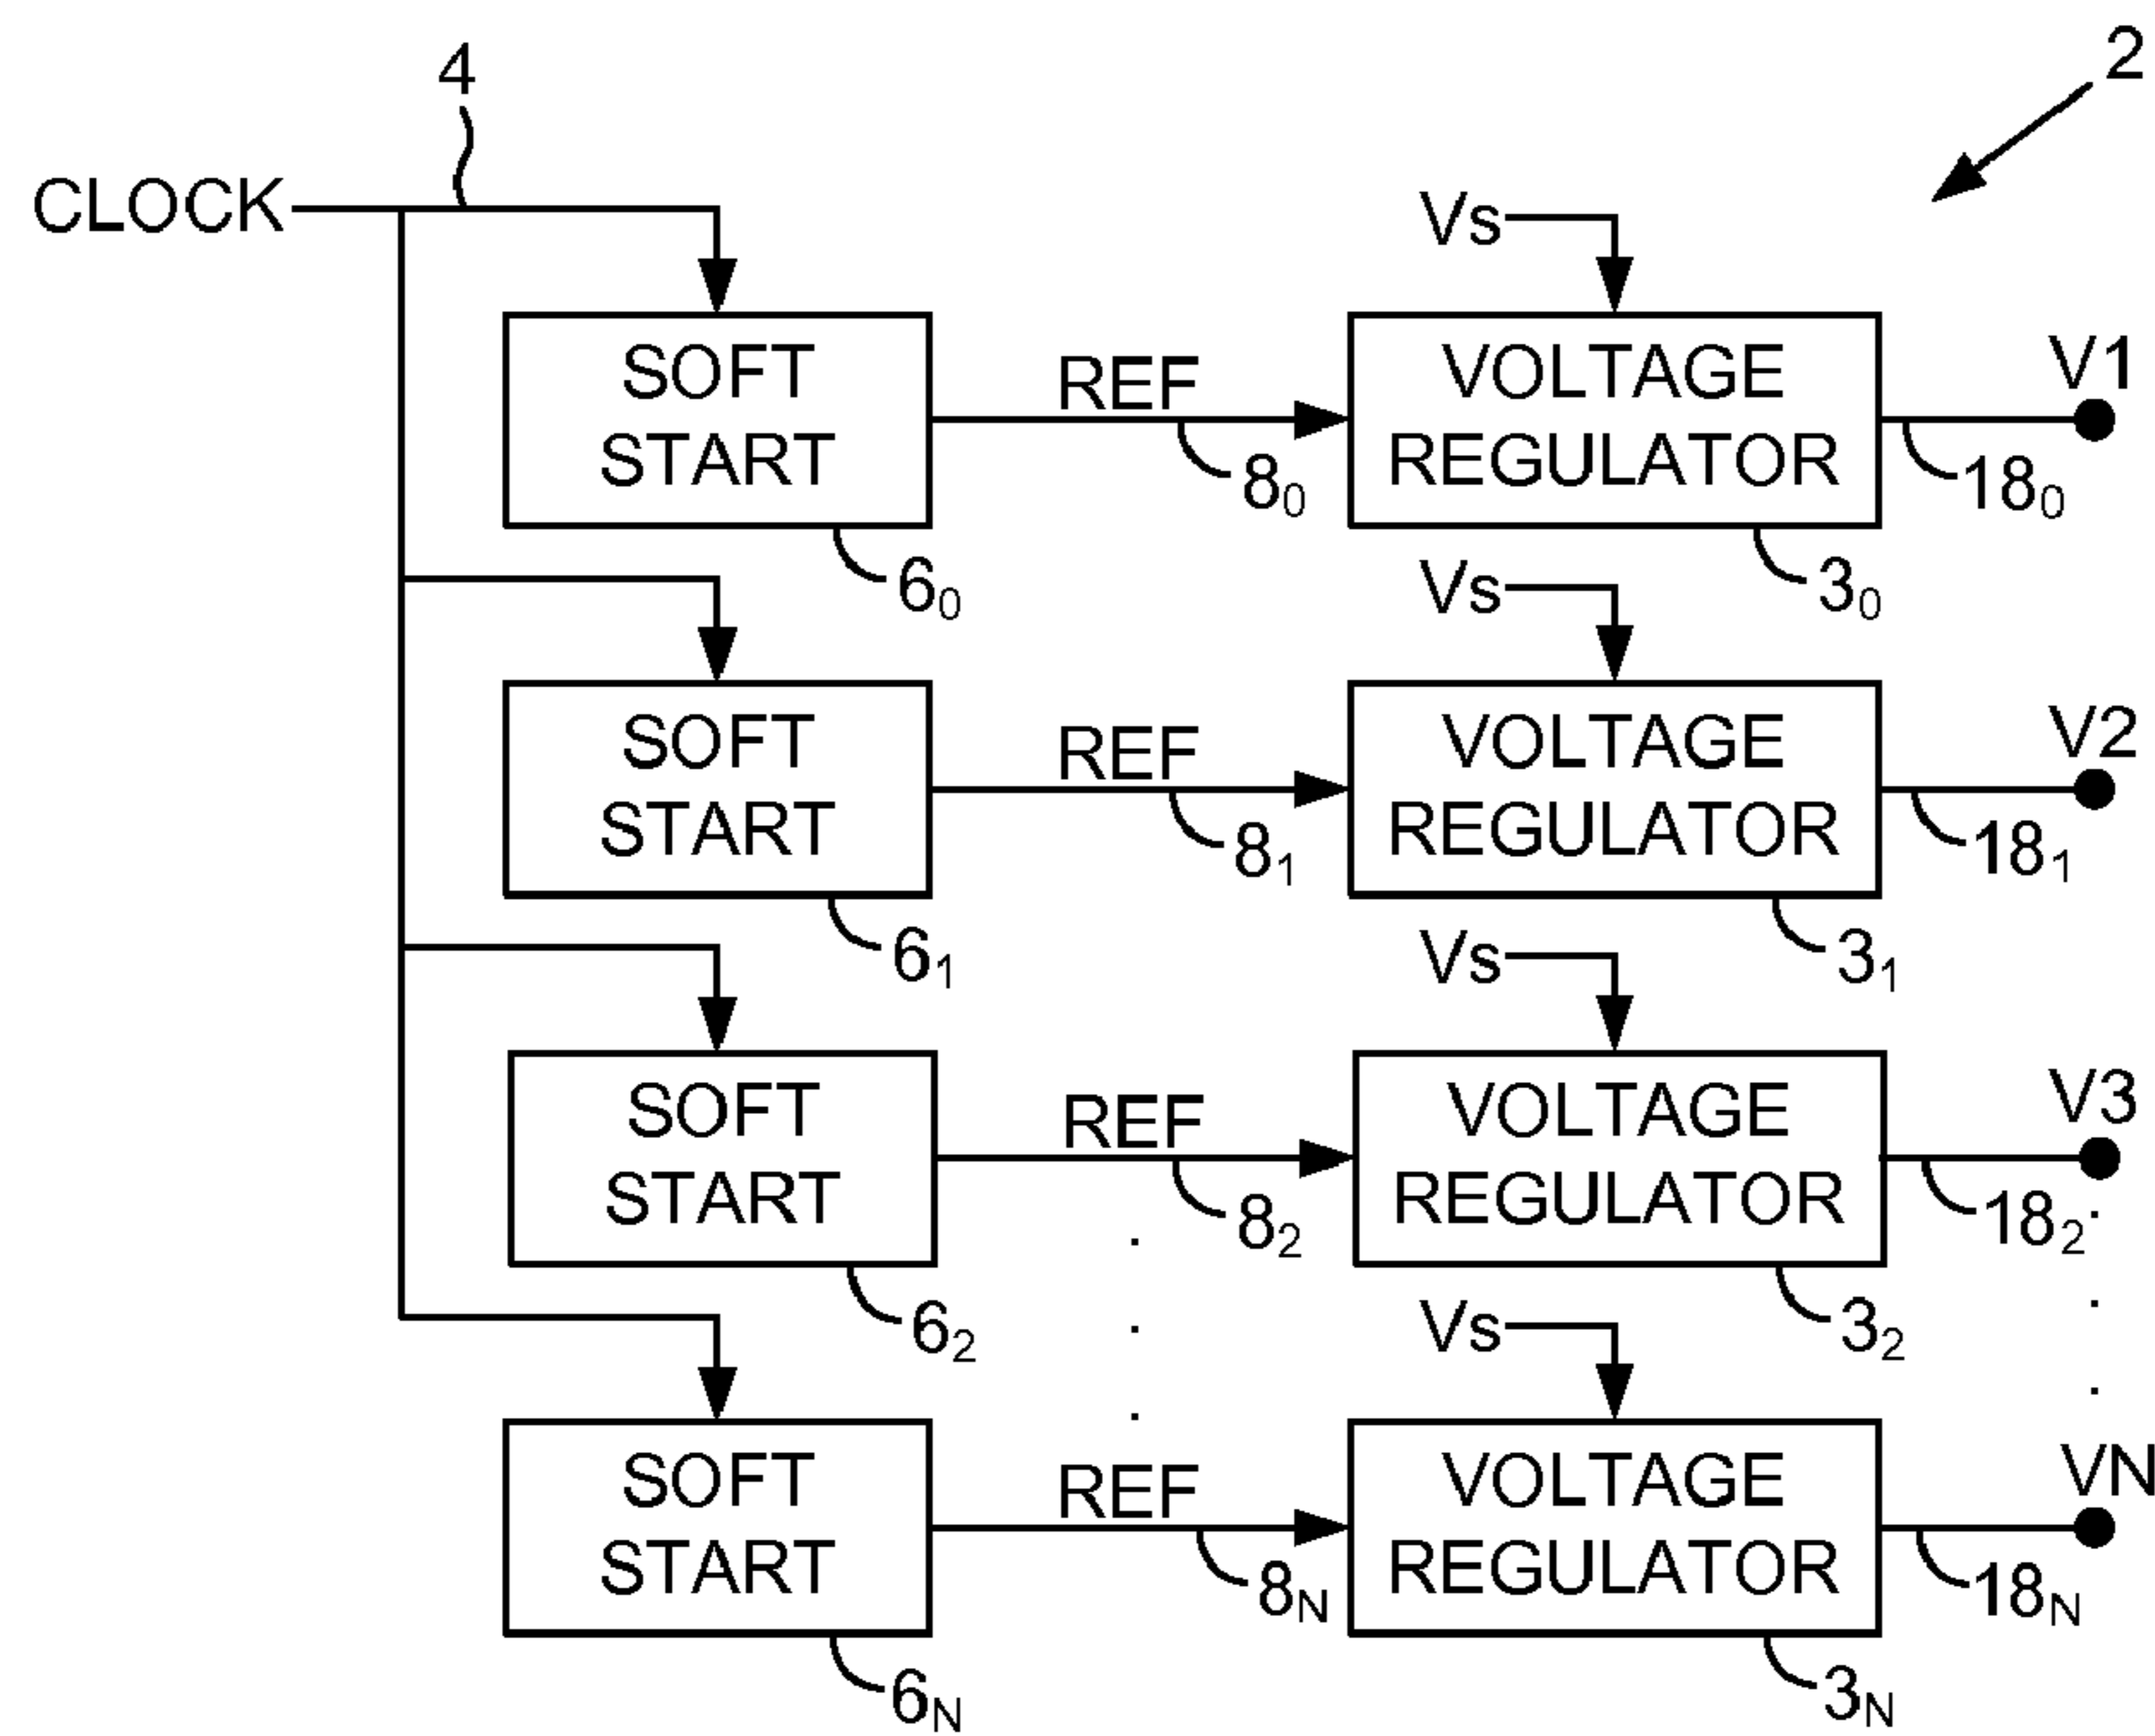 4
2
CLOCK
Vs
SOFT
START
REF
VOLTAGE
REGULATOR
V1
8₀
18₀
6₀
3₀
Vs
SOFT
START
REF
VOLTAGE
REGULATOR
V2
8₁
18₁
6₁
3₁
Vs
SOFT
START
REF
VOLTAGE
REGULATOR
V3
8₂
18₂
6₂
3₂
Vs
SOFT
START
REF
VOLTAGE
REGULATOR
VN
8N
18N
6N
3N